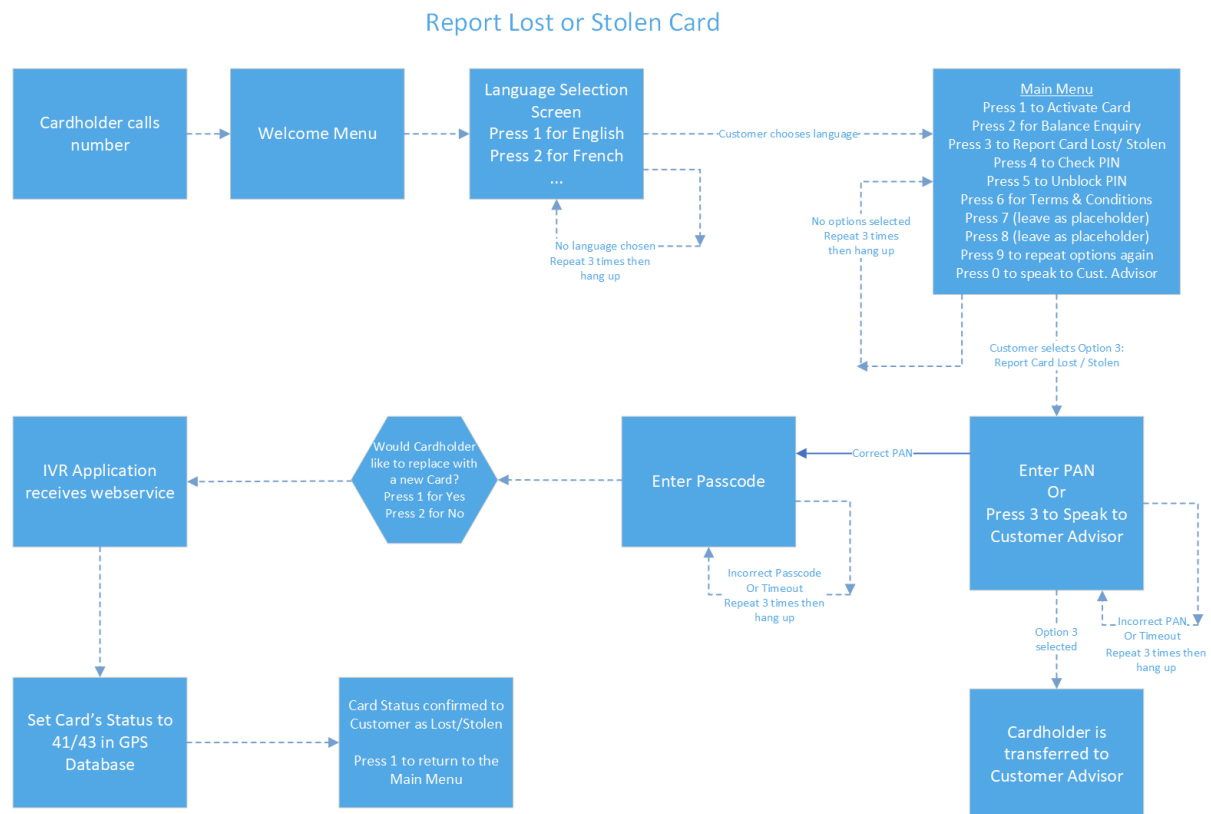 Report Lost or Stolen Card
Cardholder calls
number
Welcome Menu
Language Selection
Screen
Press 1 for English
Press 2 for French
...
No language chosen
Repeat 3 times then
hang up
Customer chooses language
Main Menu
Press 1 to Activate Card
Press 2 for Balance Enquiry
Press 3 to Report Card Lost/ Stolen
Press 4 to Check PIN
Press 5 to Unblock PIN
Press 6 for Terms & Conditions
Press 7 (leave as placeholder)
Press 8 (leave as placeholder)
Press 9 to repeat options again
Press 0 to speak to Cust. Advisor
No options selected
Repeat 3 times
then hang up
Customer selects Option 3:
Report Card Lost / Stolen
Enter PAN
Or
Press 3 to Speak to
Customer Advisor
Incorrect PAN
Or Timeout
Repeat 3 times then
hang up
Option 3
selected
Cardholder is
transferred to
Customer Advisor
Correct PAN
Enter Passcode
Incorrect Passcode
Or Timeout
Repeat 3 times then
hang up
Would Cardholder
like to replace with
a new Card?
Press 1 for Yes
Press 2 for No
IVR Application
receives webservice
Set Card's Status to
41/43 in GPS
Database
Card Status confirmed to
Customer as Lost/Stolen
Press 1 to return to the
Main Menu